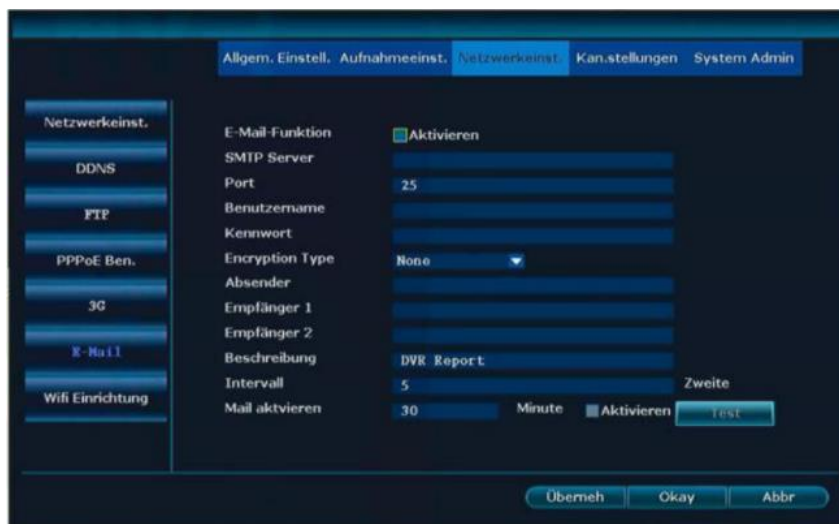 Allgem. Einstell. Aufnahmeeinst. Netzwerkeinst. Kan.stellungen System Admin
Netzwerkeinst.
DDNS
FTP
PPPoE Ben.
3G
E-Mail
Wifi Einrichtung
E-Mail-Funktion Aktivieren
SMTP Server
Port 25
Benutzername
Kennwort
Encryption Type None
Absender
Empfänger 1
Empfänger 2
Beschreibung DVR Report
Intervall 5 Zweite
Mail aktvieren 30 Minute Aktivieren Test
Überneh Okay Abbr